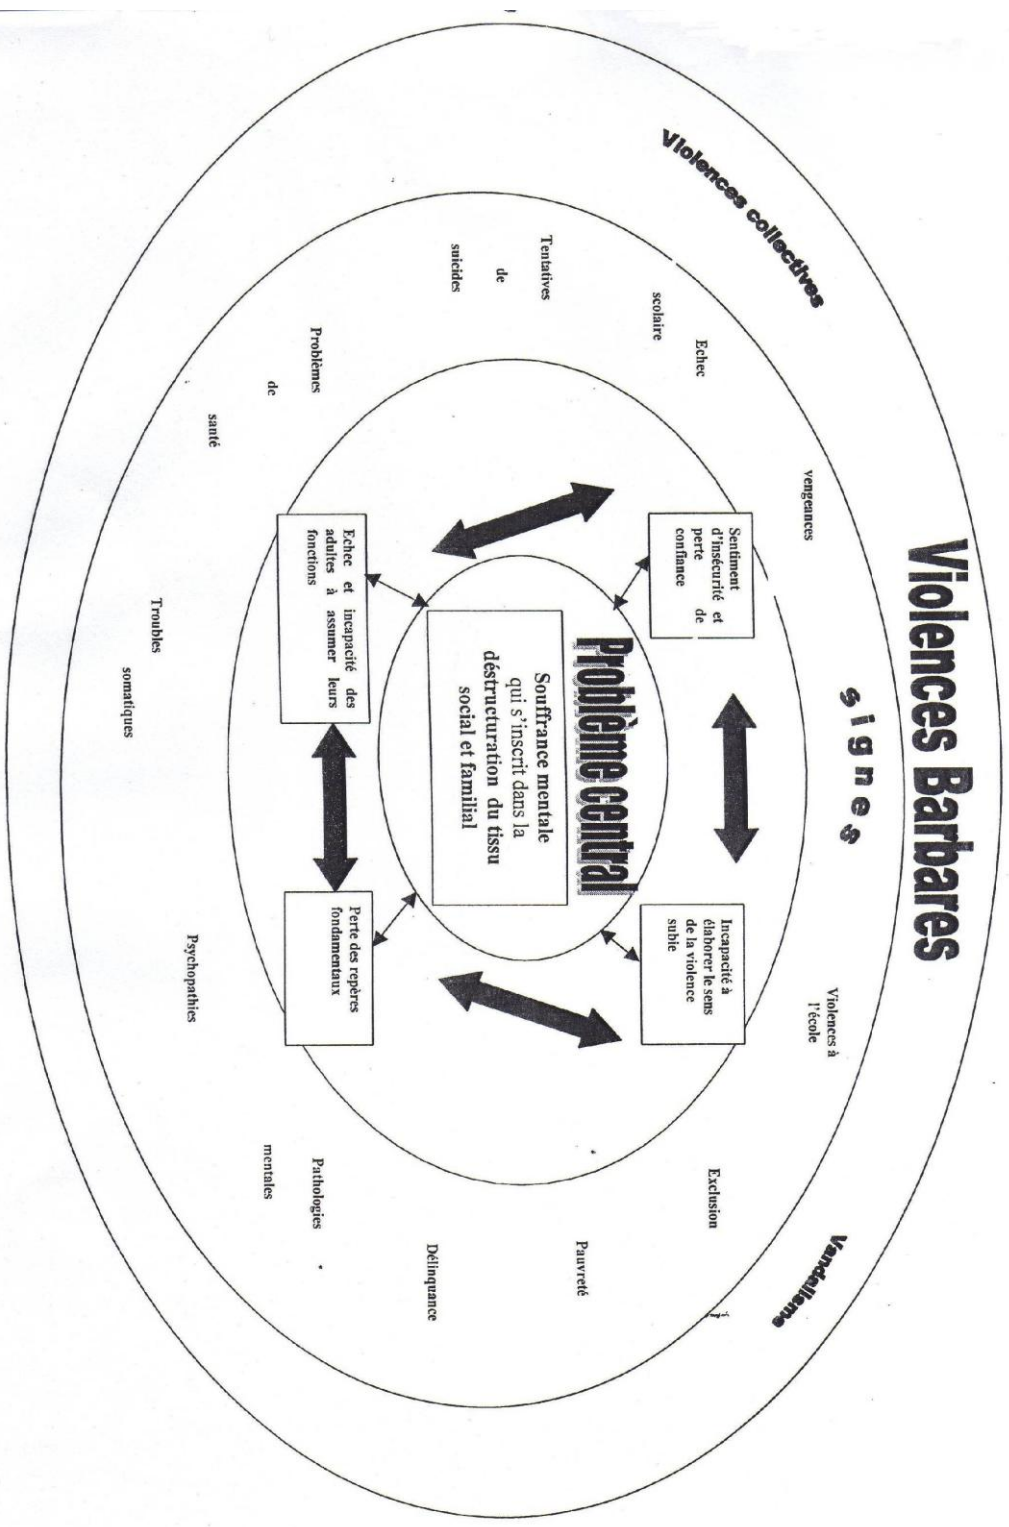 Violences Barbares
Violences collectives
Vandalisme
signes
vengeances
Violences à
l'école
Echec
scolaire
Exclusion
Tentatives
de
suicides
Pauvreté
Problèmes
de
santé
Délinquance
Pathologies
mentales
Troubles
somatiques
Psychopathies
Sentiment
d'insécurité et
perte de
confiance
Incapacité à
élaborer le sens
de la violence
subie
Problème central
Souffrance mentale
qui s'inscrit dans la
déstructuration du tissu
social et familial
Echec et incapacité des
adultes à assumer leurs
fonctions
Perte des repères
fondamentaux